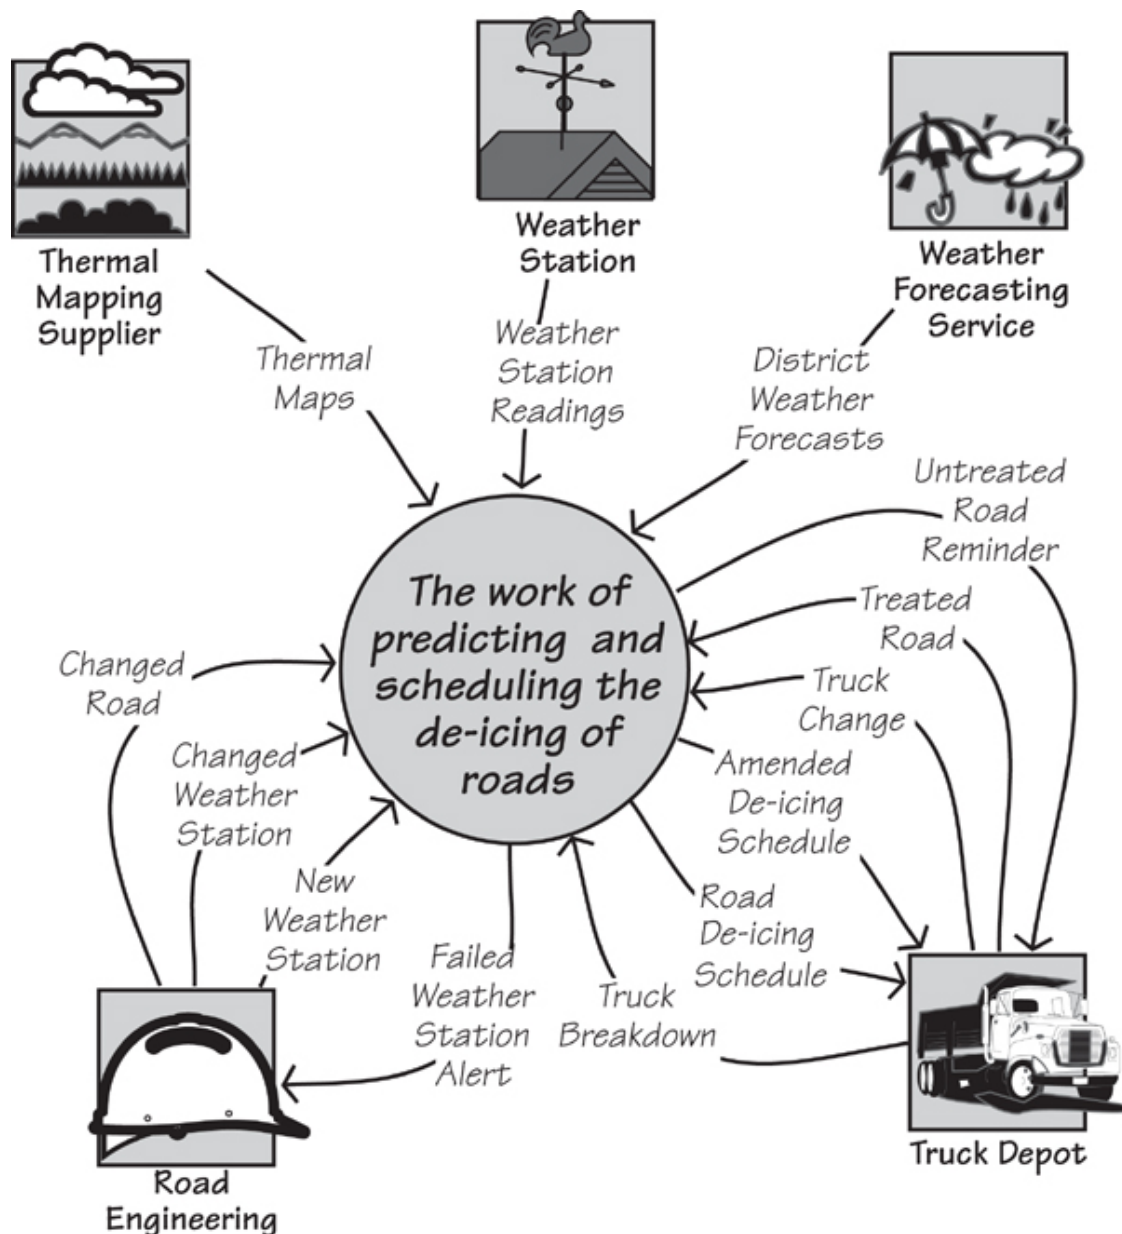 Weather
Station
Thermal
Mapping
Supplier
Weather
Forecasting
Service
Thermal
Maps
Weather
Station
Readings
District
Weather
Forecasts
Untreated
Road
Reminder
The work of
predicting and
scheduling the
de-icing of
roads
Treated
Road
Changed
Road
Truck
Change
Changed
Weather
Station
Amended
De-icing
Schedule
New
Weather
Station
Road
De-icing
Schedule
Failed
Weather
Station
Alert
Truck
Breakdown
Road
Engineering
Truck Depot